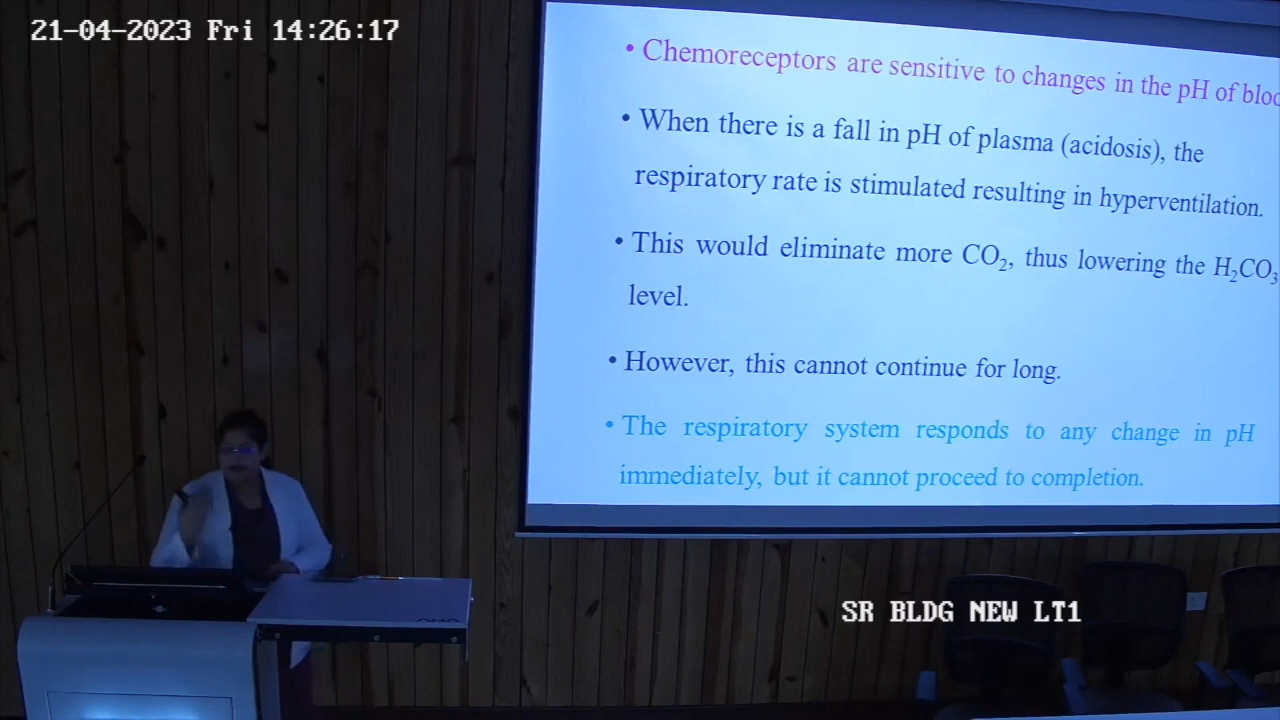 21-04-2023 Fri 14:26:17
• Chemoreceptors are sensitive to changes in the pH of bloo
• When there is a fall in pH of plasma (acidosis), the
respiratory rate is stimulated resulting in hyperventilation.
• This would eliminate more CO₂, thus lowering the H₂CO₃
level.
• However, this cannot continue for long.
• The respiratory system responds to any change in pH
immediately, but it cannot proceed to completion.
SR BLDG NEW LT1